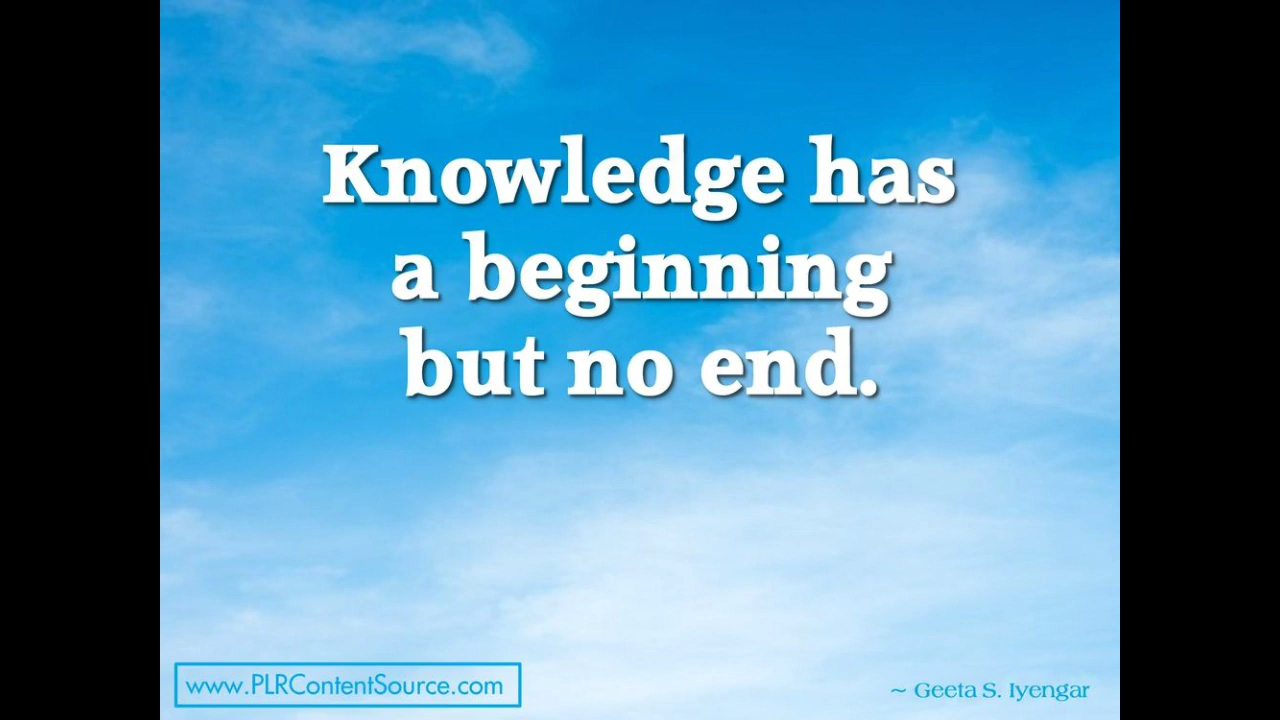 Knowledge has
a beginning
but no end.
www.PLRContentSource.com
~ Geeta S. Iyengar